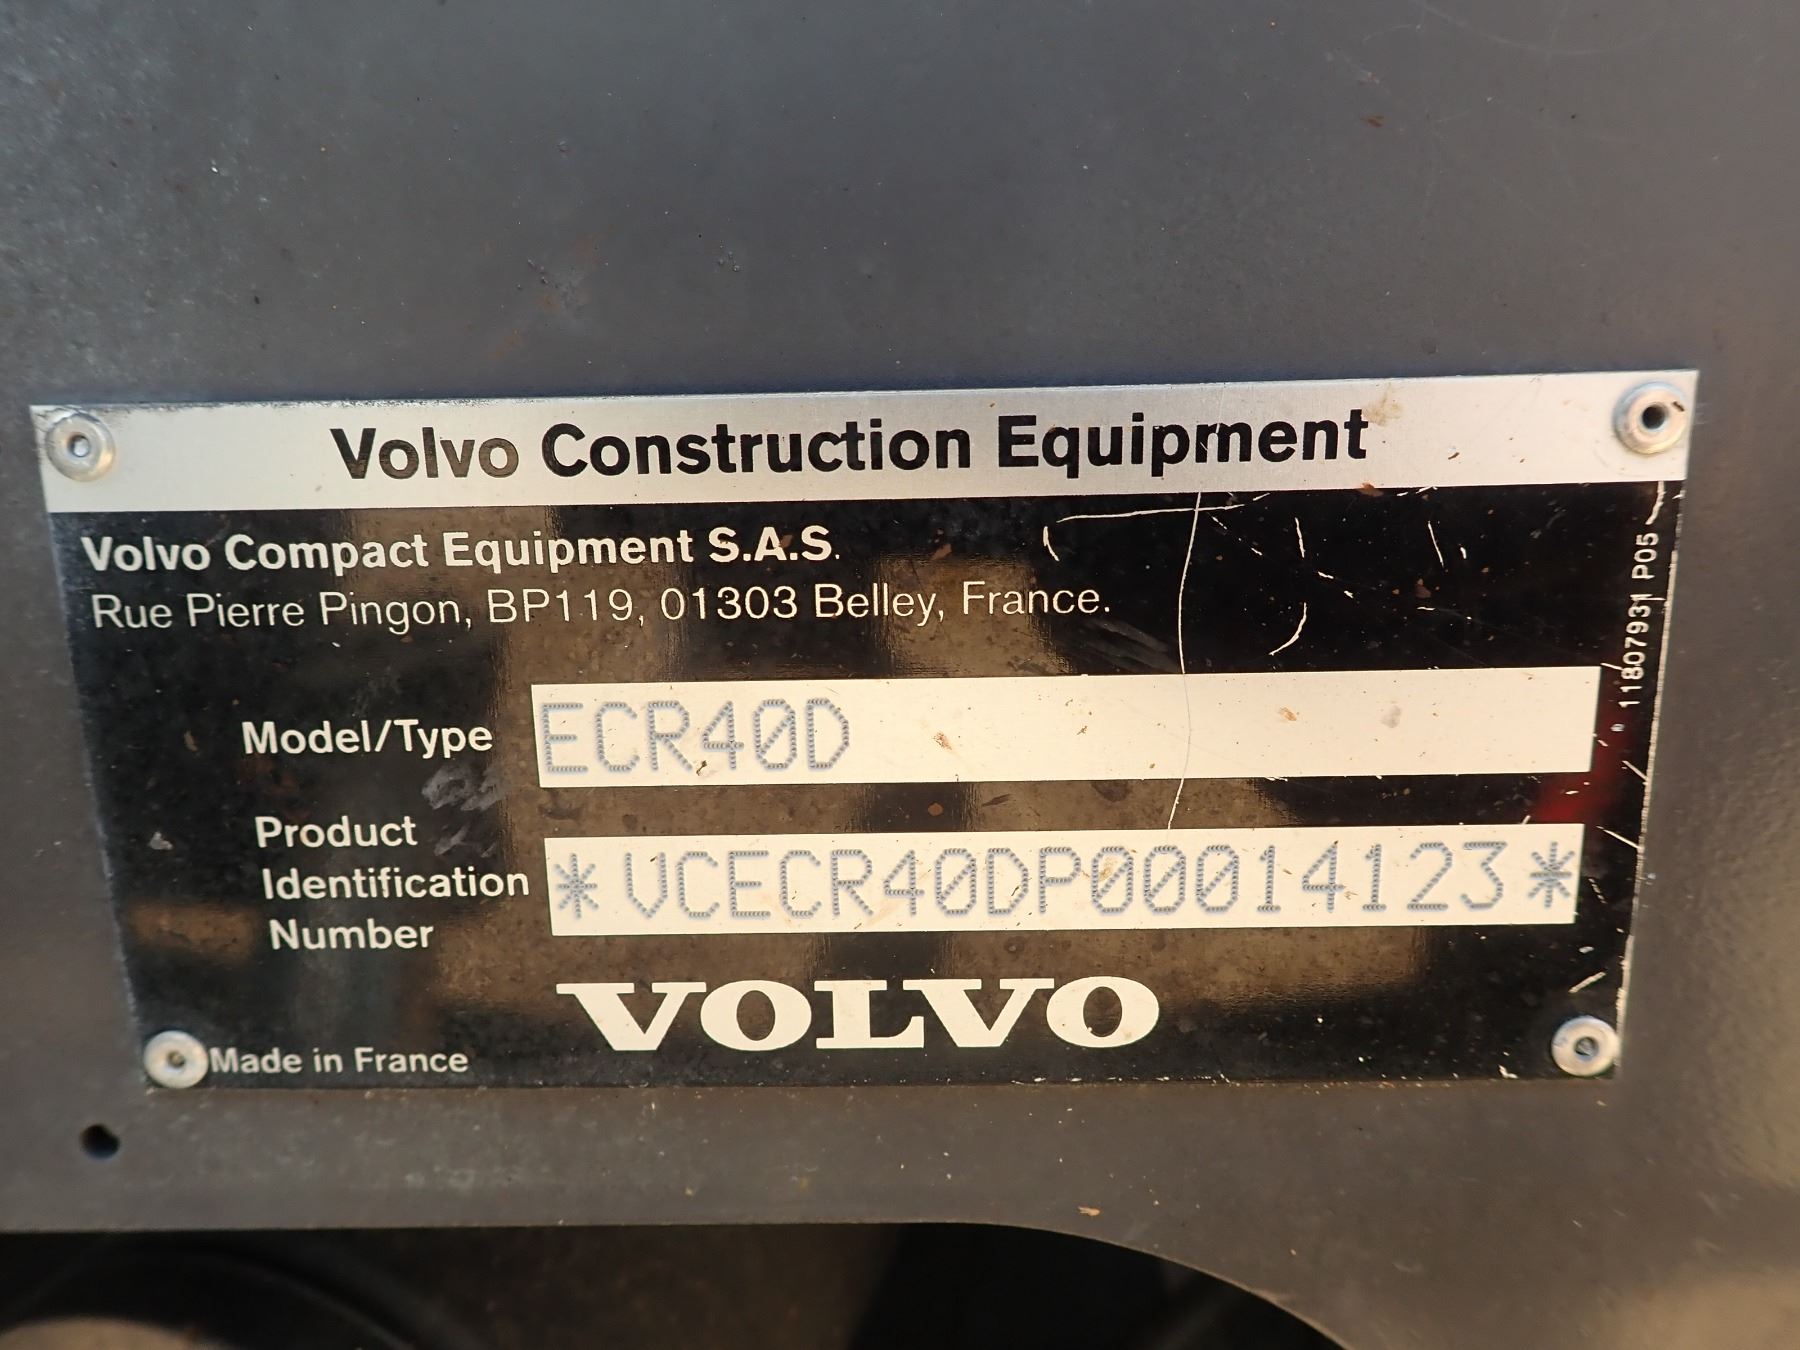 Volvo Construction Equipment
Volvo Compact Equipment S.A.S.
Rue Pierre Pingon, BP119, 01303 Belley, France.
Model/Type ECR40D
Product
Identification
Number
*VCECR40DP00014123*
VOLVO
Made in France
11807931 P05